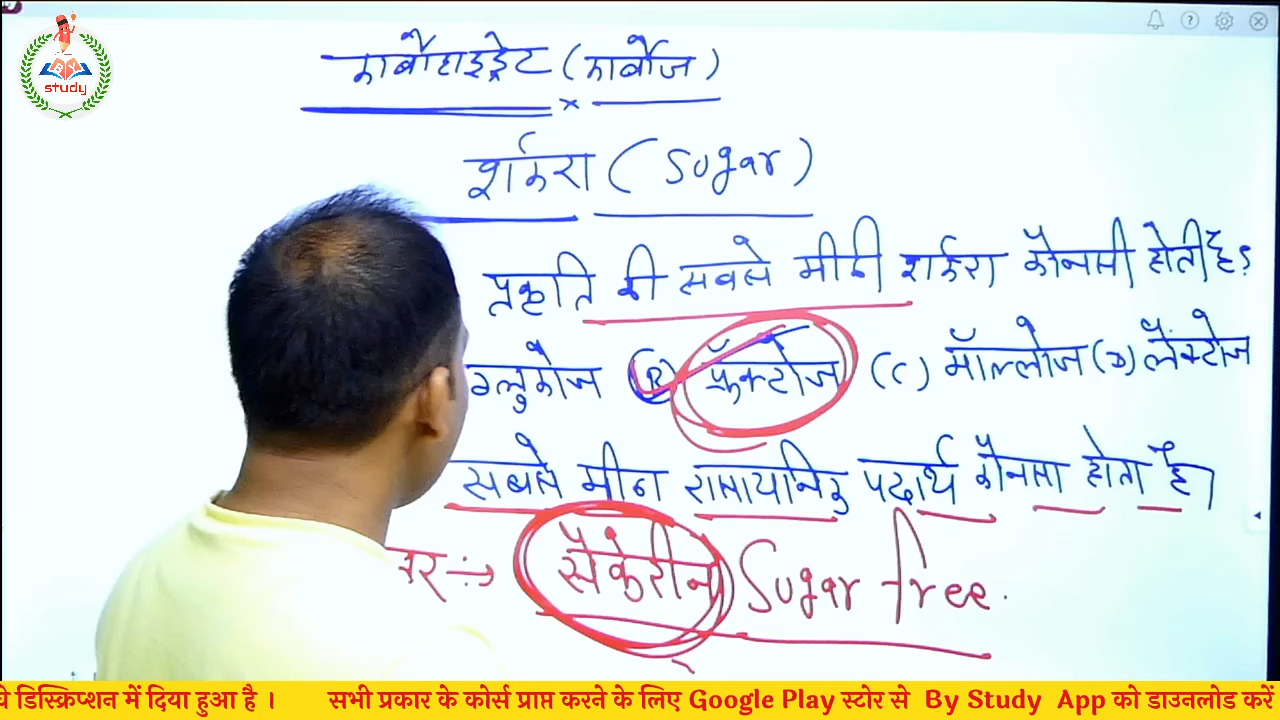 BY
study
कार्बोहाइड्रेट (कार्बोज)
शर्करा (Sugar)
प्रकृति की सबसे मीठी शर्करा कौनसी होती है?
ग्लुकोज (B) फ्रुक्टोज (C) मॉल्टोज (D) लैक्टोज
सबसे मीठा रासायनिक पदार्थ कौनसा होता है।
सैकेरीन Sugar free.
डिस्क्रिप्शन में दिया हुआ है । सभी प्रकार के कोर्स प्राप्त करने के लिए Google Play स्टोर से By Study App को डाउनलोड करें